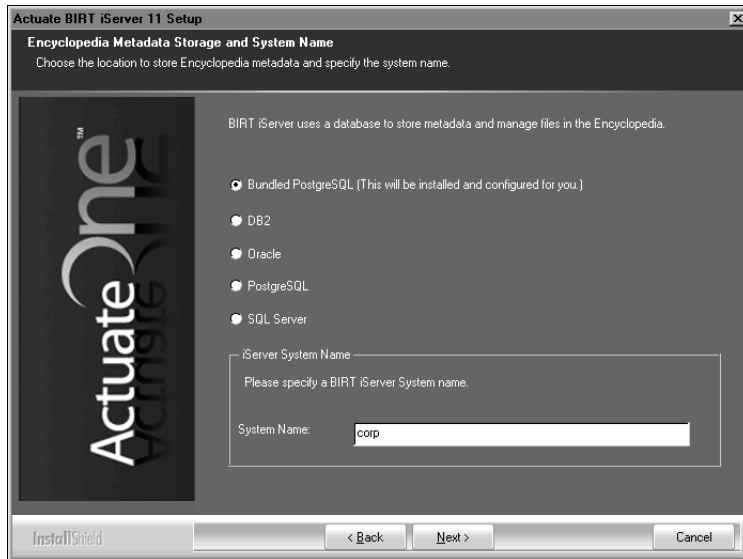 Actuate BIRT iServer 11 Setup
Encyclopedia Metadata Storage and System Name
Choose the location to store Encyclopedia metadata and specify the system name.
ActuateOne™
BIRT iServer uses a database to store metadata and manage files in the Encyclopedia.
Bundled PostgreSQL (This will be installed and configured for you.)
DB2
Oracle
PostgreSQL
SQL Server
iServer System Name
Please specify a BIRT iServer System name.
System Name: corp
InstallShield
< Back Next > Cancel